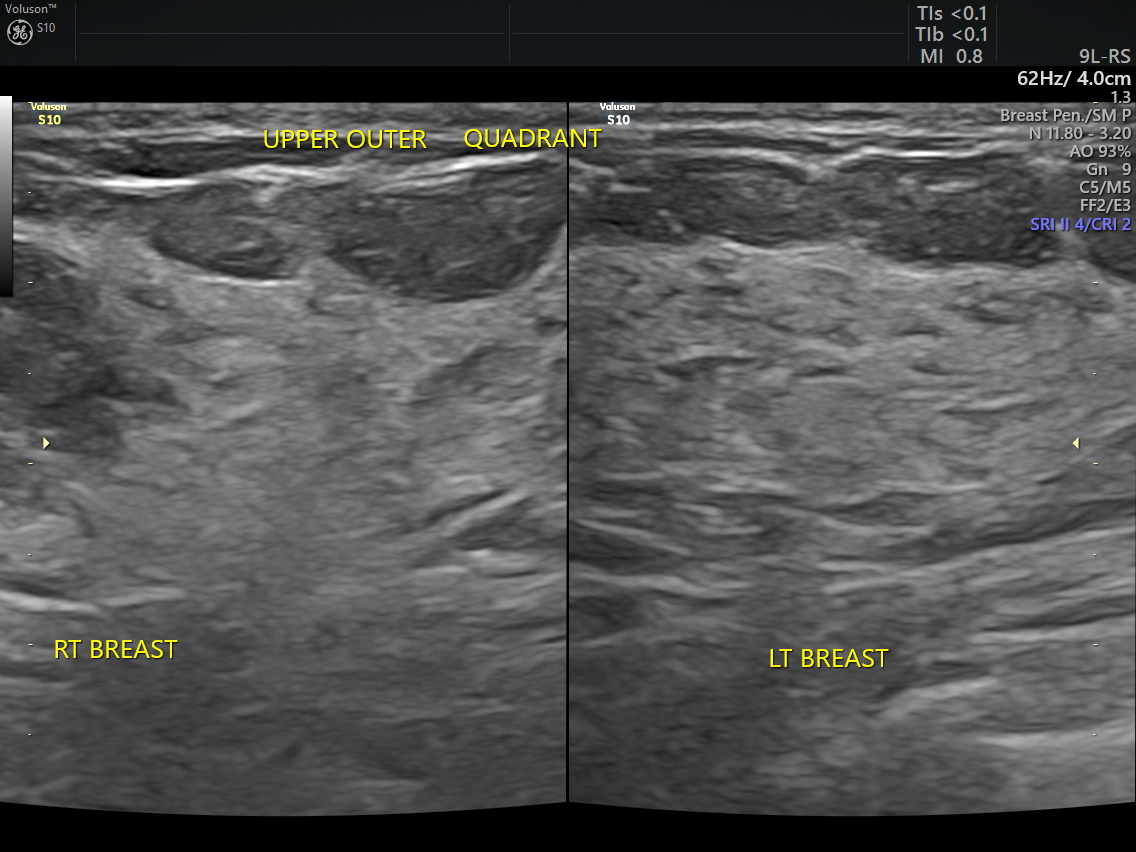 Voluson™
S10
TIs <0.1
TIb <0.1
MI 0.8
9L-RS
62Hz/ 4.0cm
1.3
Breast Pen./SM P
N 11.80 - 3.20
AO 93%
Gn 9
C5/M5
FF2/E3
SRI II 4/CRI 2
Voluson
S10
Voluson
S10
UPPER OUTER QUADRANT
RT BREAST
LT BREAST